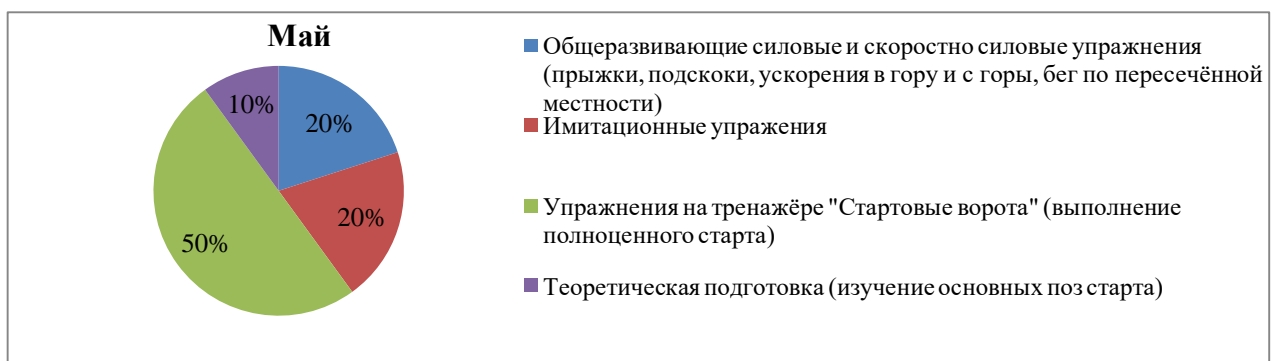 Май
10%
20%
20%
50%
Общеразвивающие силовые и скоростно силовые упражнения
(прыжки, подскоки, ускорения в гору и с горы, бег по пересечённой
местности)
Имитационные упражения
Упражнения на тренажёре "Стартовые ворота" (выполнение
полноценного старта)
Теоретическая подготовка (изучение основных поз старта)